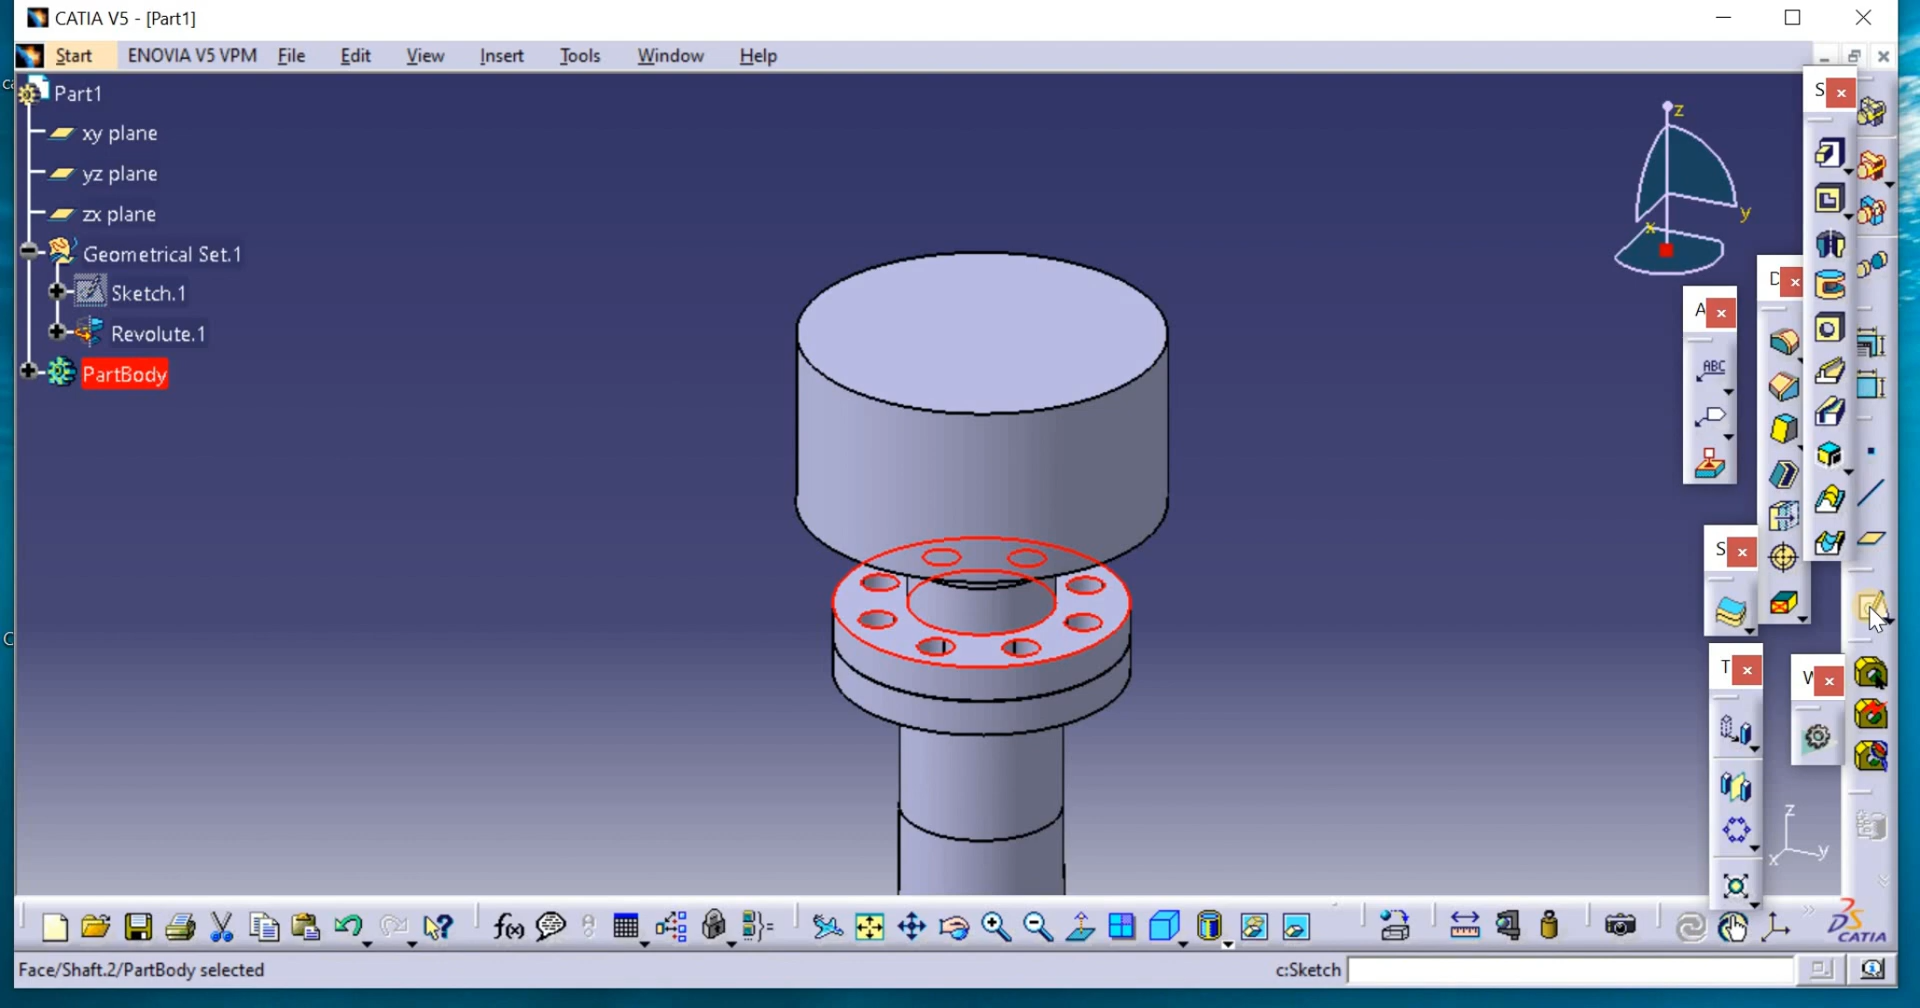 CATIA V5 - [Part1]
Start ENOVIA V5 VPM File Edit View Insert Tools Window Help
Part1
xy plane
yz plane
zx plane
Geometrical Set.1
Sketch.1
Revolute.1
PartBody
z
y
x
S
D
A
ABC
S
T
W
z
y
x
f(x)
DS
CATIA
Face/Shaft.2/PartBody selected
c:Sketch